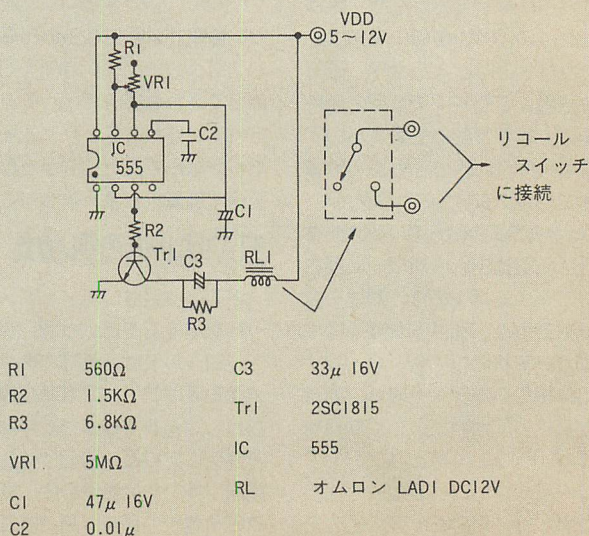 VDD
5～12V
R1
VR1
IC
555
C2
C1
R2
Tr1
C3
RL1
R3
リコール
スイッチ
に接続
R1 560Ω
R2 1.5KΩ
R3 6.8KΩ
VR1. 5MΩ
C1 47μ 16V
C2 0.01μ
C3 33μ 16V
Tr1 2SC1815
IC 555
RL オムロン LAD1 DC12V